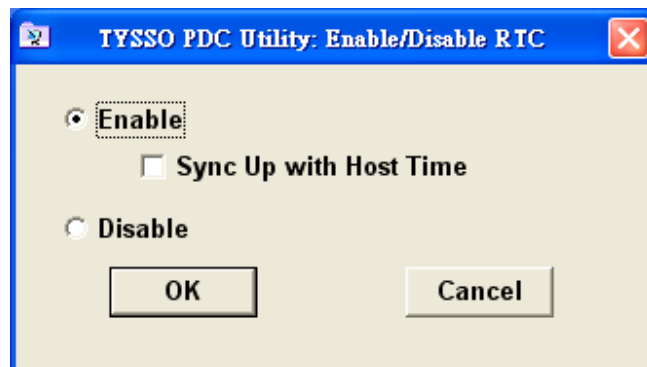 TYSSO PDC Utility: Enable/Disable RTC
Enable
Sync Up with Host Time
Disable
OK Cancel